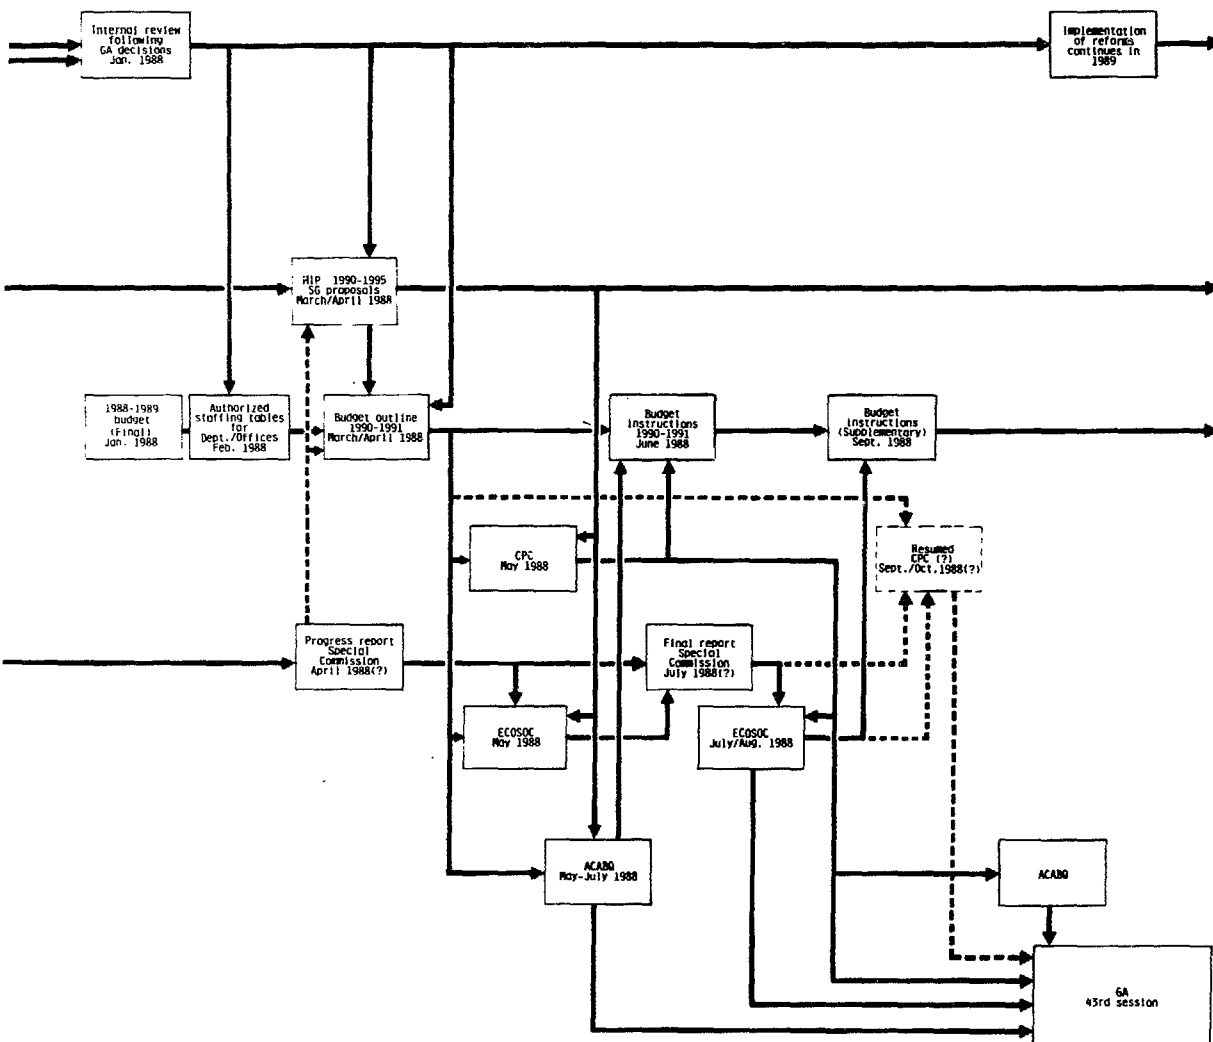 Internal review
following
GA decisions
Jan. 1988
Implementation
of reforms
continues in
1989
MIP 1990-1995
SG proposals
March/April 1988
1988-1989
budget
(Final)
Jan. 1988
Authorized
staffing tables
for
Dept./Offices
Feb. 1988
Budget outline
1990-1991
March/April 1988
Budget
instructions
1990-1991
June 1988
Budget
instructions
(Supplementary)
Sept. 1988
CPC
May 1988
Resumed
CPC (?)
Sept./Oct.1988(?)
Progress report
Special
Commission
April 1988(?)
Final report
Special
Commission
July 1988(?)
ECOSOC
May 1988
ECOSOC
July/Aug. 1988
ACABQ
May-July 1988
ACABQ
GA
43rd session